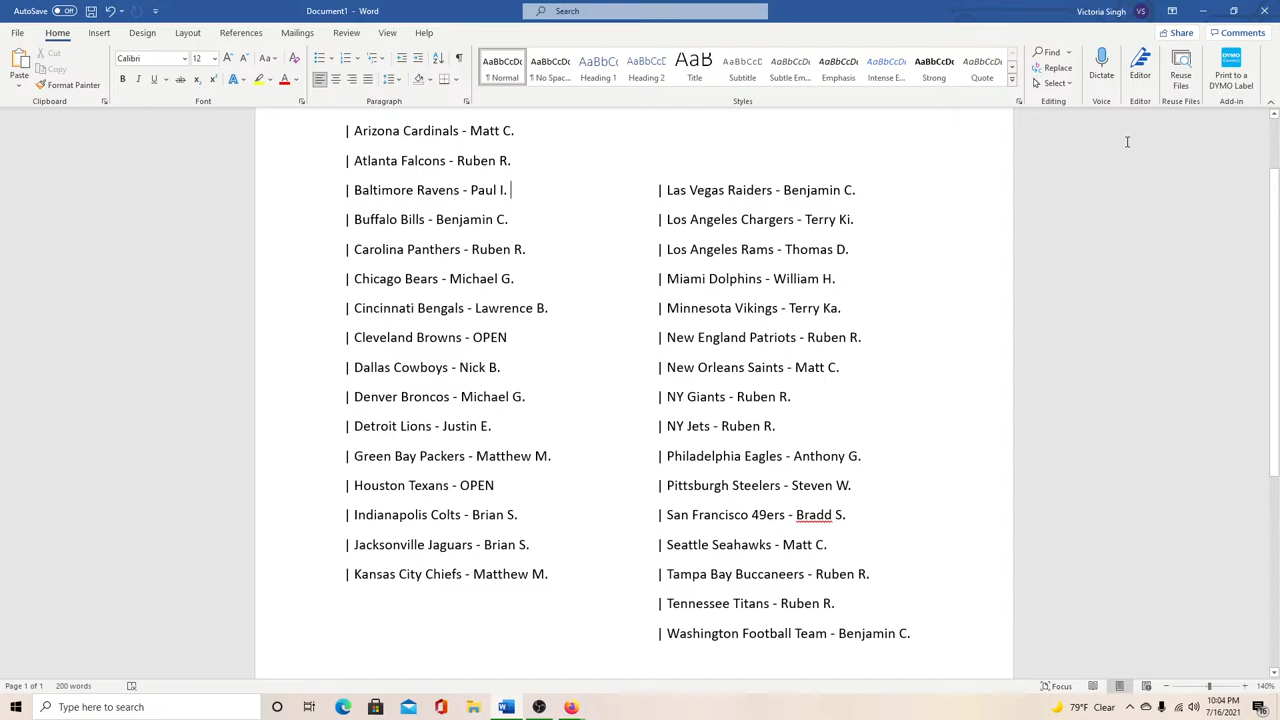 AutoSave Off
Document1 - Word
Search
Victoria Singh VS
File Home Insert Design Layout References Mailings Review View Help
Share Comments
Paste
Cut
Copy
Format Painter
Calibri 12
Clipboard
Font
Paragraph
AaBbCcDc ¶ Normal
AaBbCcDc ¶ No Spac...
AaBbC Heading 1
AaBbCcD Heading 2
AaB Title
AaBbCcD Subtitle
AaBbCcDc Subtle Em...
AaBbCcDc Emphasis
AaBbCcDc Intense E...
AaBbCcDc Strong
AaBbCcDc Quote
Styles
Find
Replace
Select
Editing
Dictate
Voice
Editor
Editor
Reuse Files
Reuse Files
Print to a DYMO Label
Add-in
| Arizona Cardinals - Matt C.
| Atlanta Falcons - Ruben R.
| Baltimore Ravens - Paul I.
| Buffalo Bills - Benjamin C.
| Carolina Panthers - Ruben R.
| Chicago Bears - Michael G.
| Cincinnati Bengals - Lawrence B.
| Cleveland Browns - OPEN
| Dallas Cowboys - Nick B.
| Denver Broncos - Michael G.
| Detroit Lions - Justin E.
| Green Bay Packers - Matthew M.
| Houston Texans - OPEN
| Indianapolis Colts - Brian S.
| Jacksonville Jaguars - Brian S.
| Kansas City Chiefs - Matthew M.
| Las Vegas Raiders - Benjamin C.
| Los Angeles Chargers - Terry Ki.
| Los Angeles Rams - Thomas D.
| Miami Dolphins - William H.
| Minnesota Vikings - Terry Ka.
| New England Patriots - Ruben R.
| New Orleans Saints - Matt C.
| NY Giants - Ruben R.
| NY Jets - Ruben R.
| Philadelphia Eagles - Anthony G.
| Pittsburgh Steelers - Steven W.
| San Francisco 49ers - Bradd S.
| Seattle Seahawks - Matt C.
| Tampa Bay Buccaneers - Ruben R.
| Tennessee Titans - Ruben R.
| Washington Football Team - Benjamin C.
Page 1 of 1 200 words
Focus
140%
Type here to search
79°F Clear
10:04 PM
7/16/2021